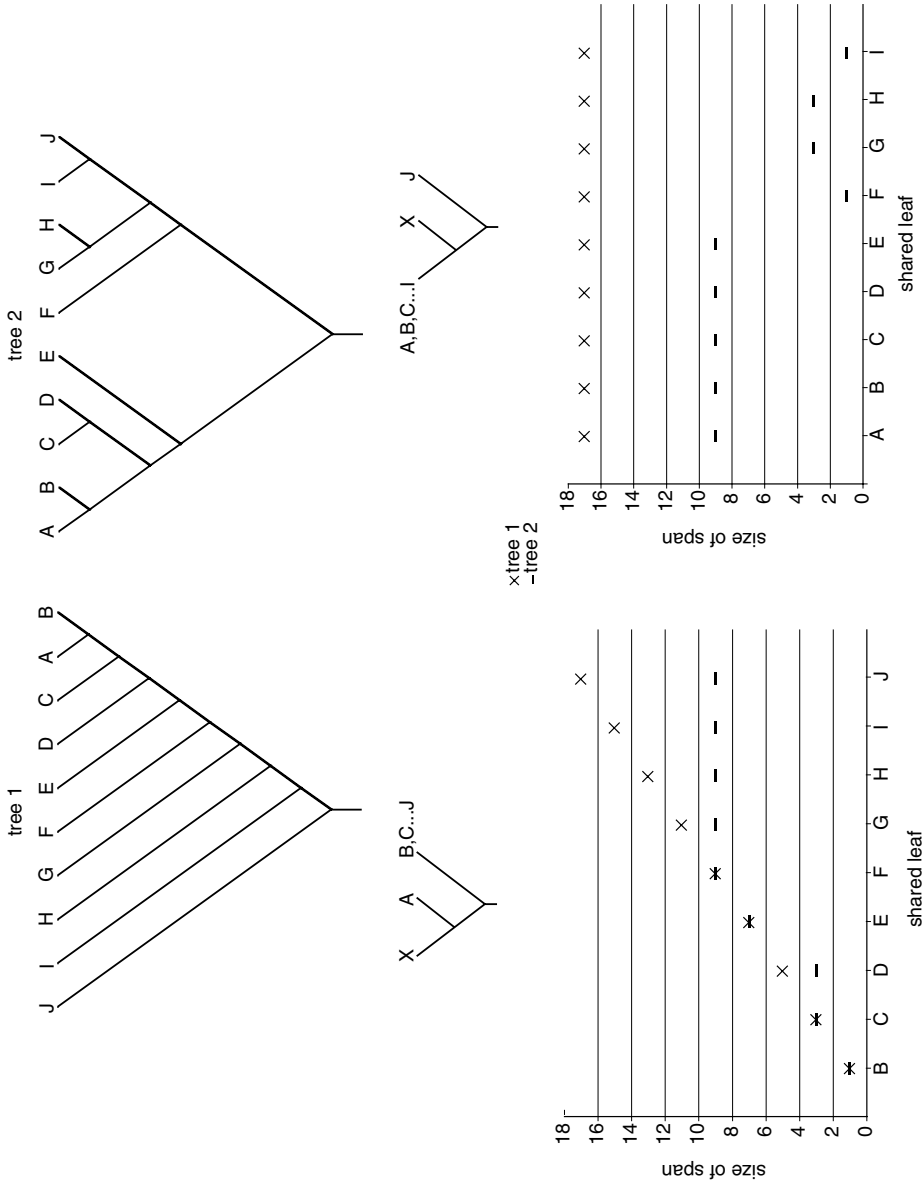 tree 1
J I H G F E D C A B
tree 2
A B C D E F G H I J
X A B,C...J
A,B,C...I X J
×tree 1
–tree 2
size of span
18
16
14
12
10
8
6
4
2
0
B C D E F G H I J
shared leaf
size of span
18
16
14
12
10
8
6
4
2
0
A B C D E F G H I
shared leaf